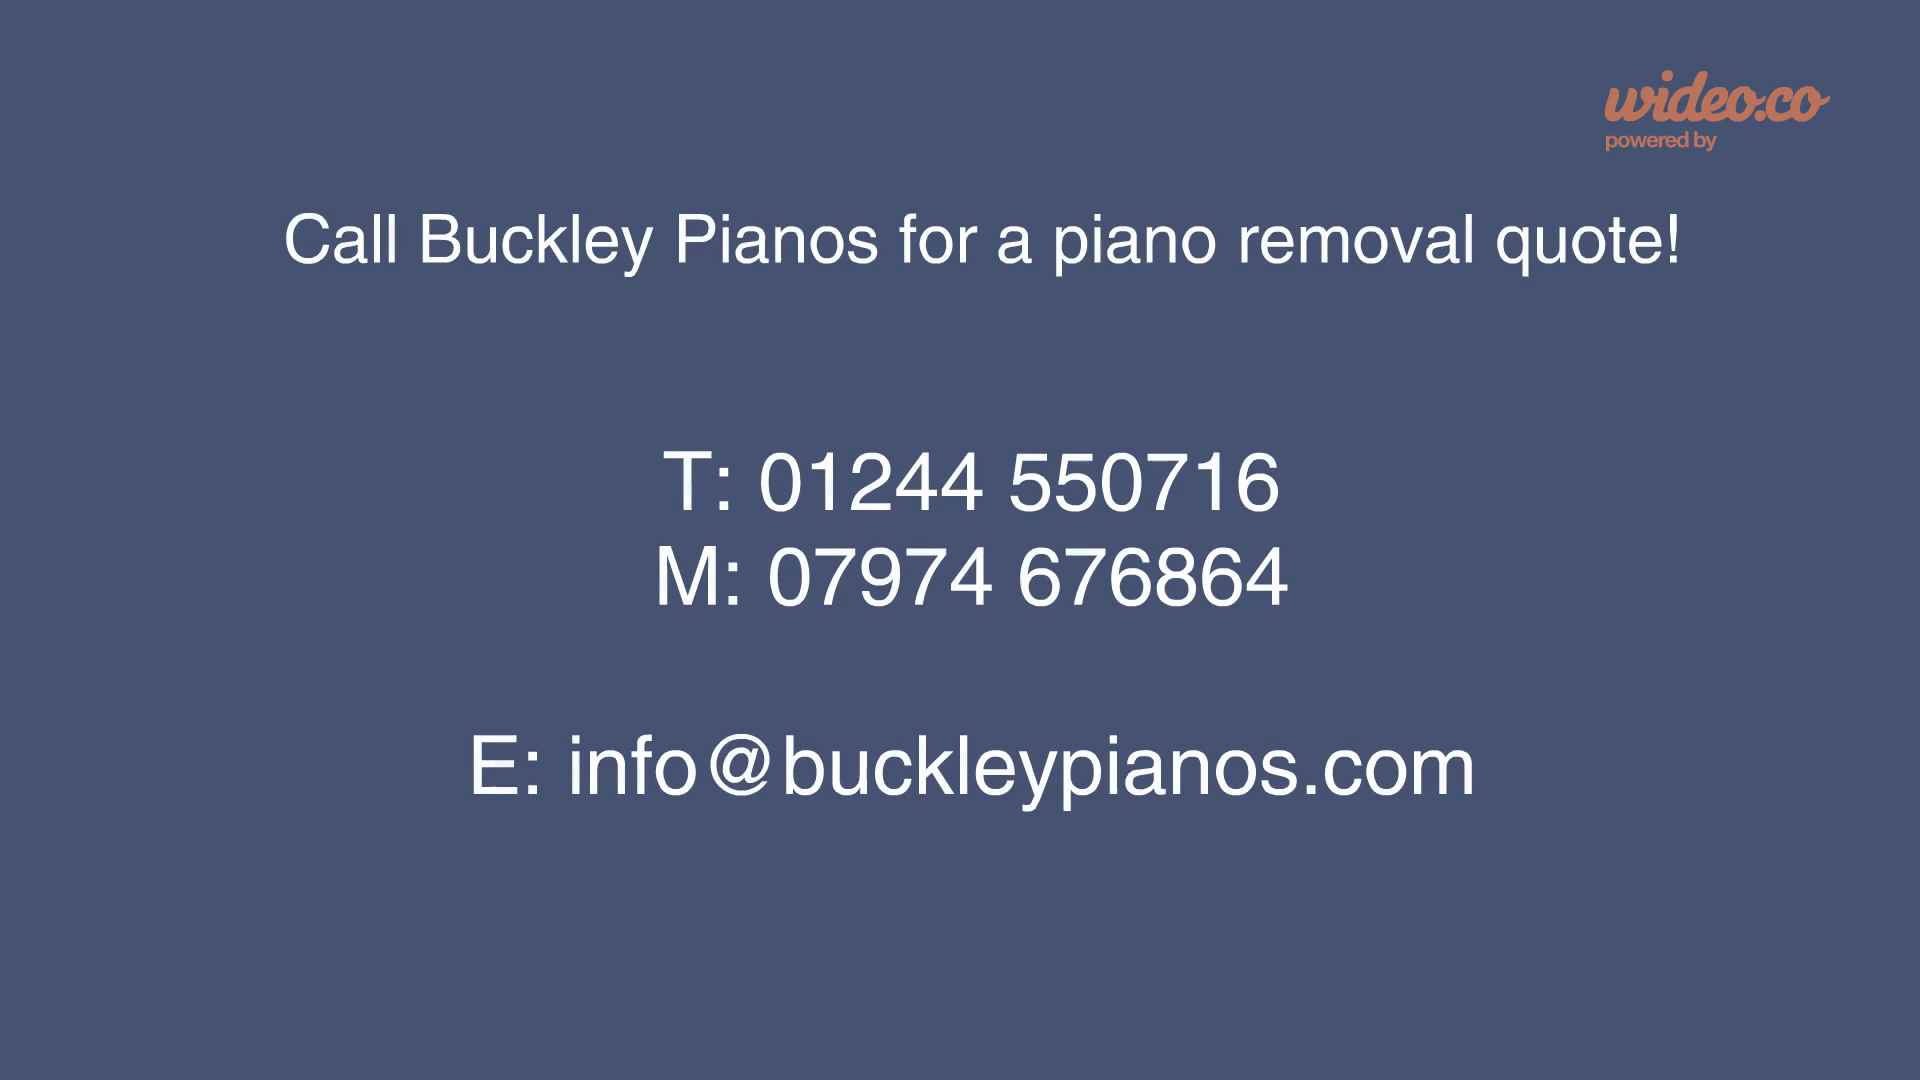 wideo.co
powered by
Call Buckley Pianos for a piano removal quote!
T: 01244 550716
M: 07974 676864
E: info@buckleypianos.com